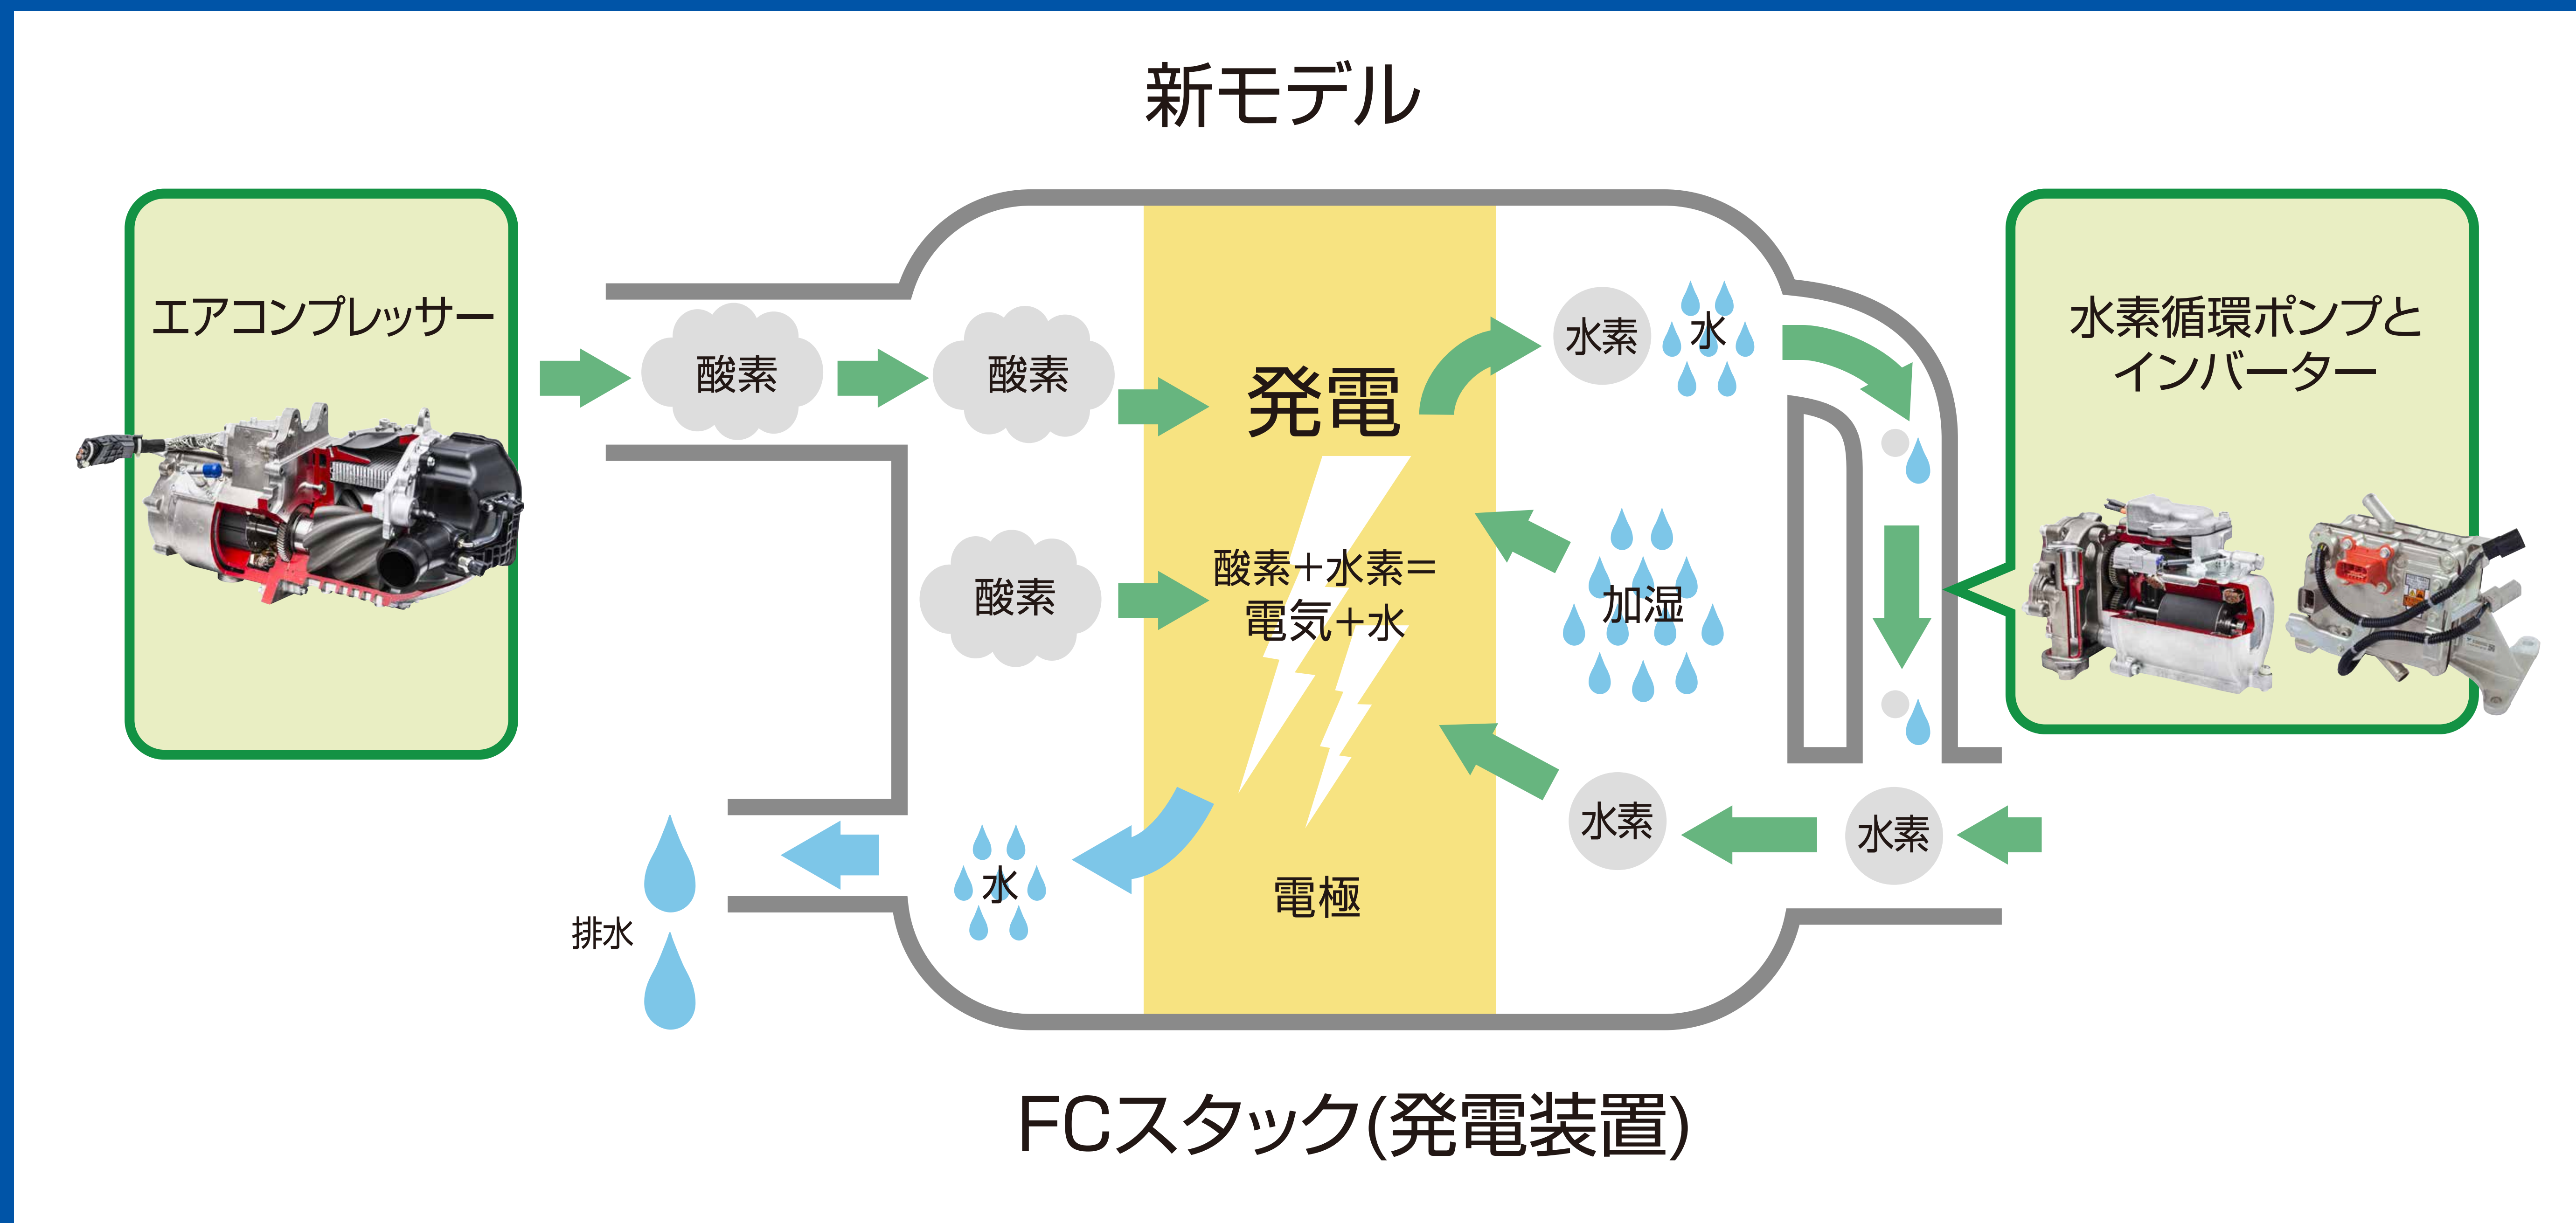 新モデル
エアコンプレッサー
水素循環ポンプと
インバーター
酸素
酸素
発電
水素
水
酸素
酸素+水素=
電気+水
加湿
水素
水素
水
電極
排水
FCスタック(発電装置)